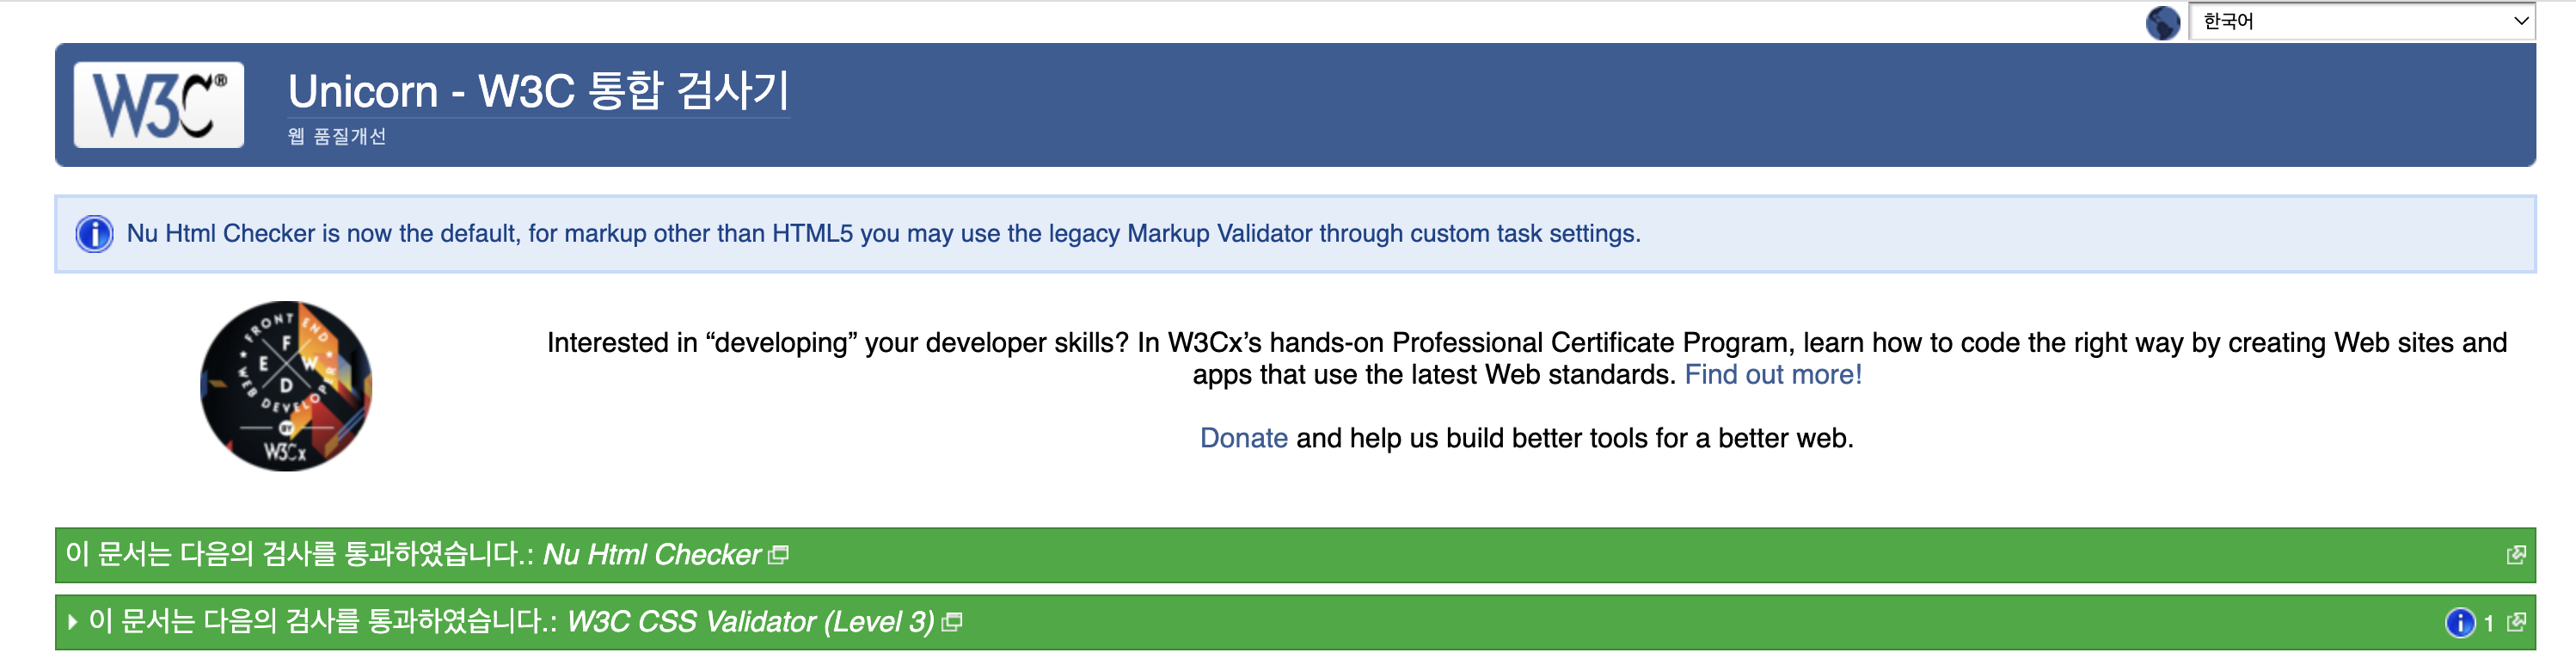 한국어
W3C®
Unicorn - W3C 통합 검사기
웹 품질개선
Nu Html Checker is now the default, for markup other than HTML5 you may use the legacy Markup Validator through custom task settings.
FRONT END
F
E W
D
WEB DEVELOPER
BY
W3Cx
Interested in “developing” your developer skills? In W3Cx’s hands-on Professional Certificate Program, learn how to code the right way by creating Web sites and
apps that use the latest Web standards. Find out more!
Donate and help us build better tools for a better web.
이 문서는 다음의 검사를 통과하였습니다.: Nu Html Checker
이 문서는 다음의 검사를 통과하였습니다.: W3C CSS Validator (Level 3)
1